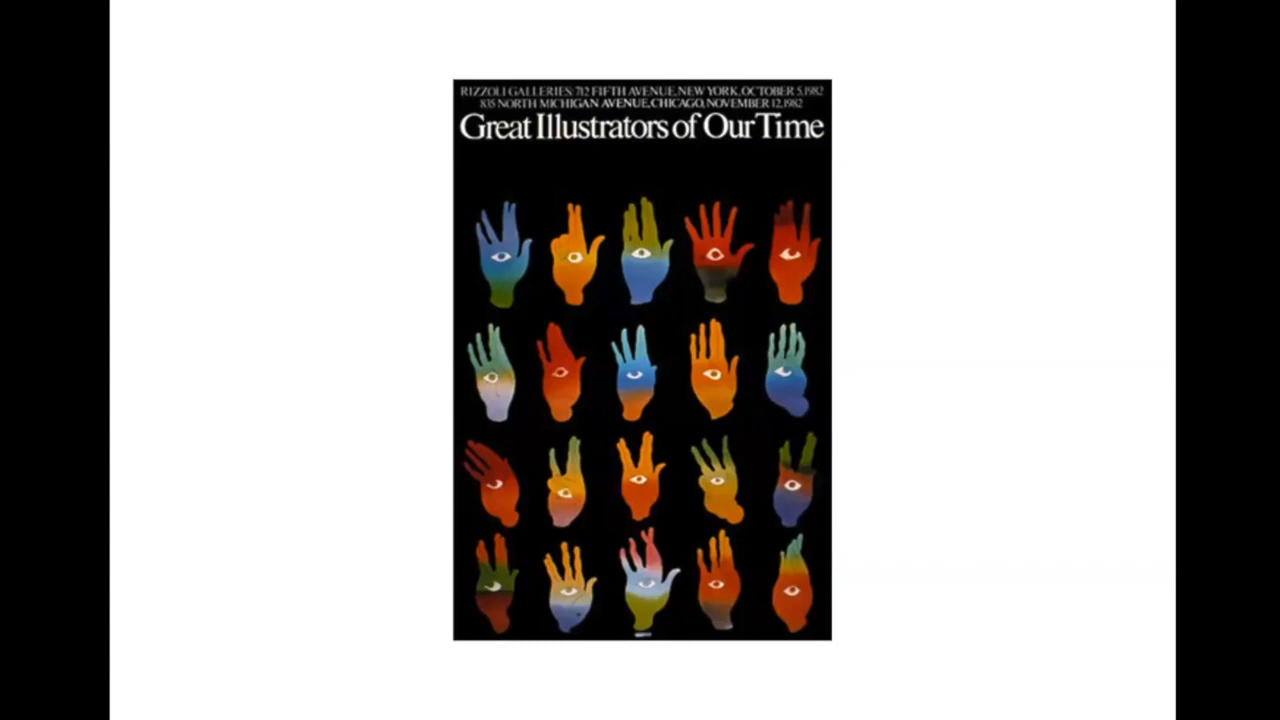 RIZZOLI GALLERIES: 712 FIFTH AVENUE, NEW YORK, OCTOBER 5, 1982
835 NORTH MICHIGAN AVENUE, CHICAGO, NOVEMBER 12, 1982
Great Illustrators of Our Time